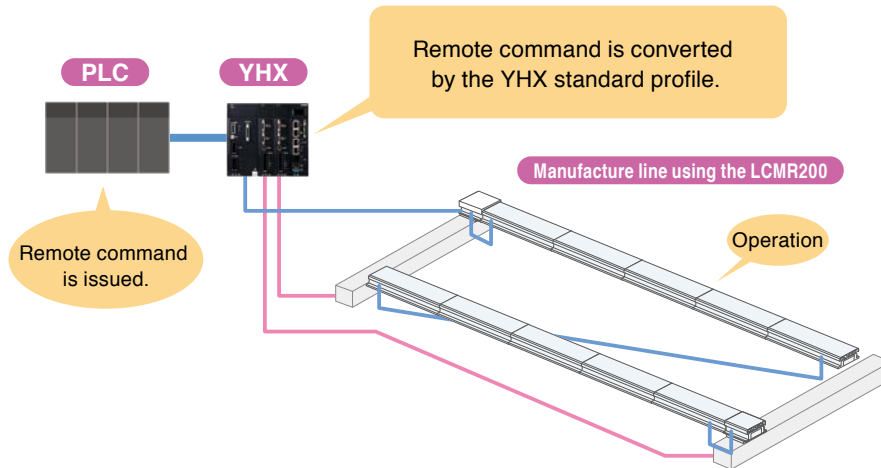 Remote command is converted
by the YHX standard profile.
PLC
YHX
Remote command
is issued.
Manufacture line using the LCMR200
Operation